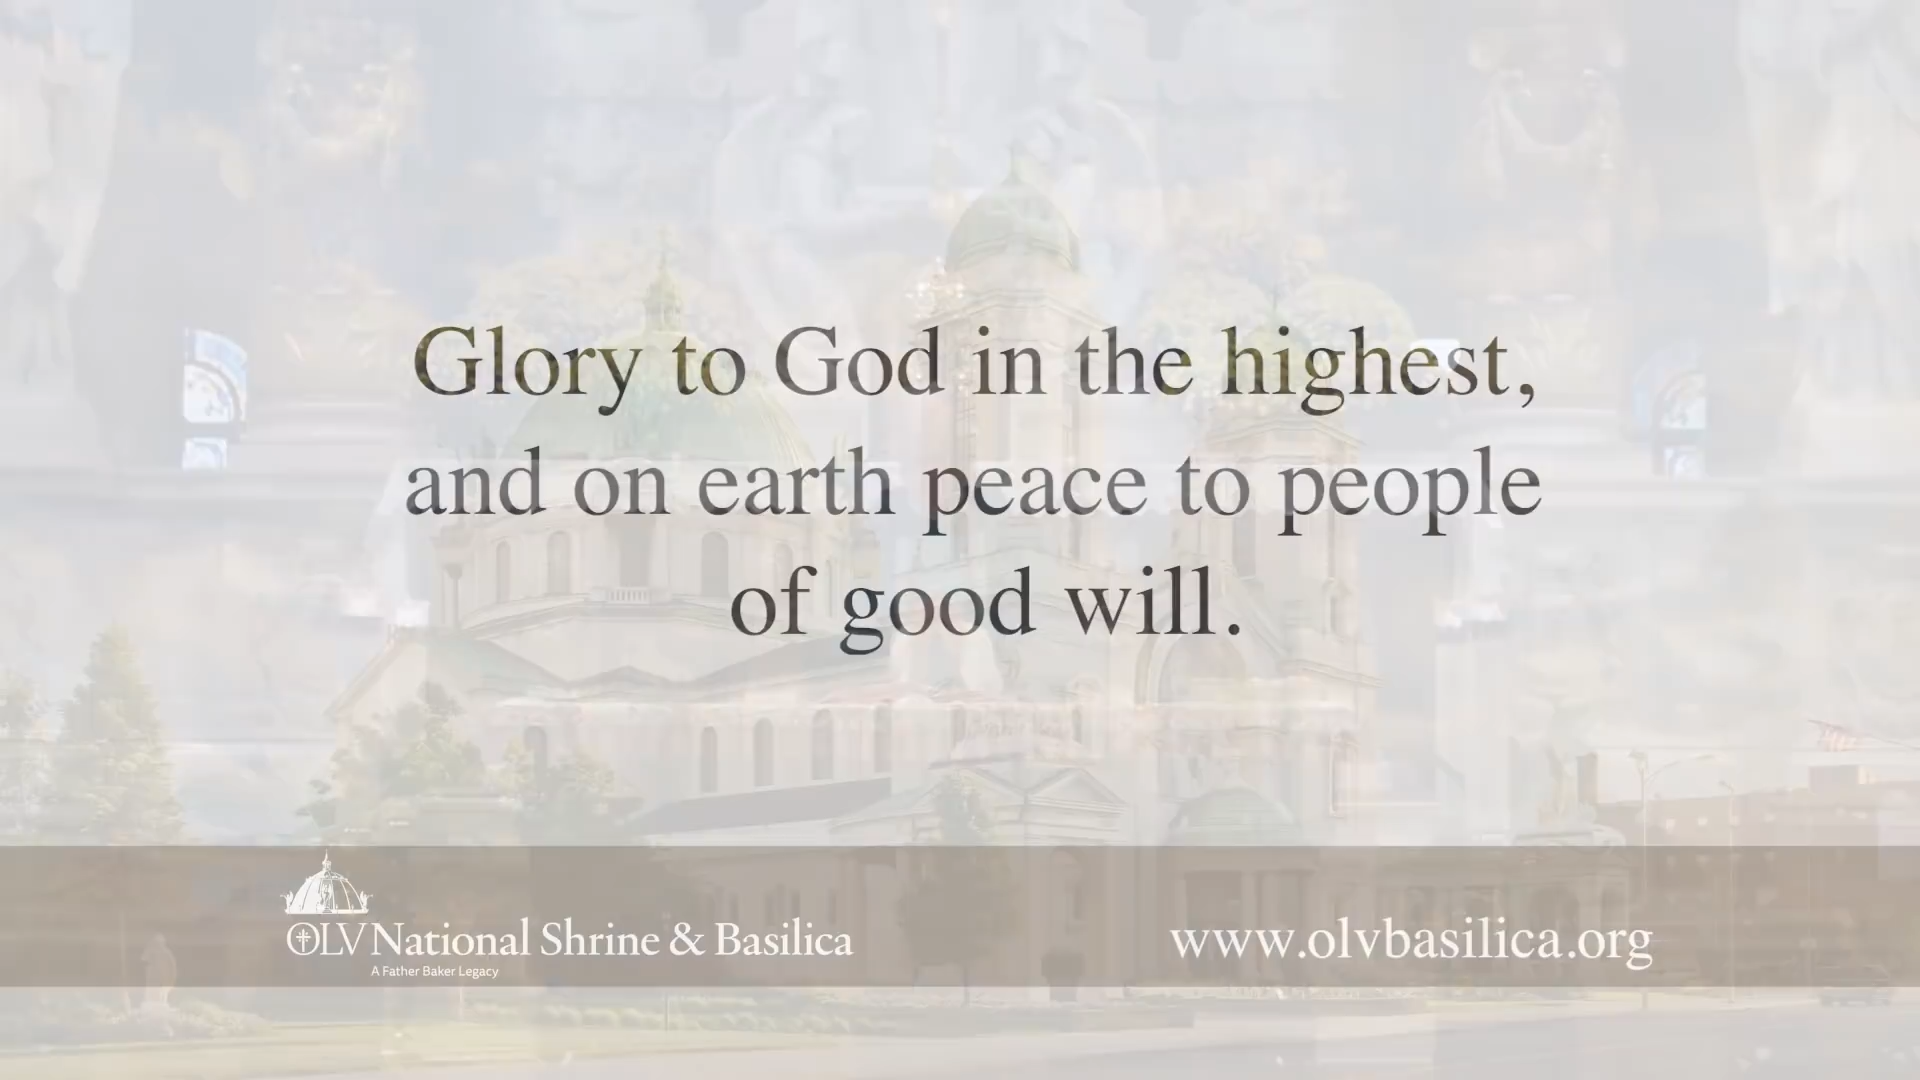 Glory to God in the highest,
and on earth peace to people
of good will.
OLV National Shrine & Basilica
A Father Baker Legacy
www.olvbasilica.org